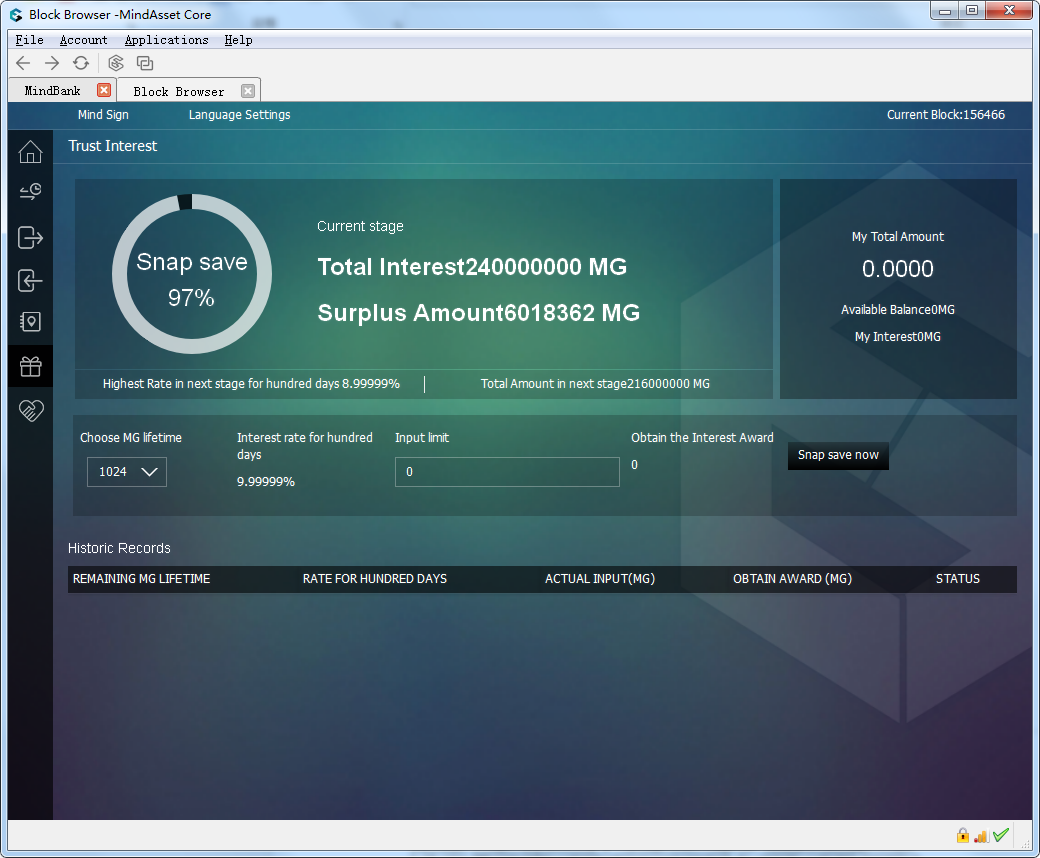 Block Browser -MindAsset Core
File Account Applications Help
MindBank
Block Browser
Mind Sign
Language Settings
Current Block:156466
Trust Interest
Snap save
97%
Current stage
Total Interest240000000 MG
Surplus Amount6018362 MG
Highest Rate in next stage for hundred days 8.99999%
Total Amount in next stage216000000 MG
My Total Amount
0.0000
Available Balance0MG
My Interest0MG
Choose MG lifetime
1024
Interest rate for hundred
days
9.99999%
Input limit
0
Obtain the Interest Award
0
Snap save now
Historic Records
REMAINING MG LIFETIME
RATE FOR HUNDRED DAYS
ACTUAL INPUT(MG)
OBTAIN AWARD (MG)
STATUS